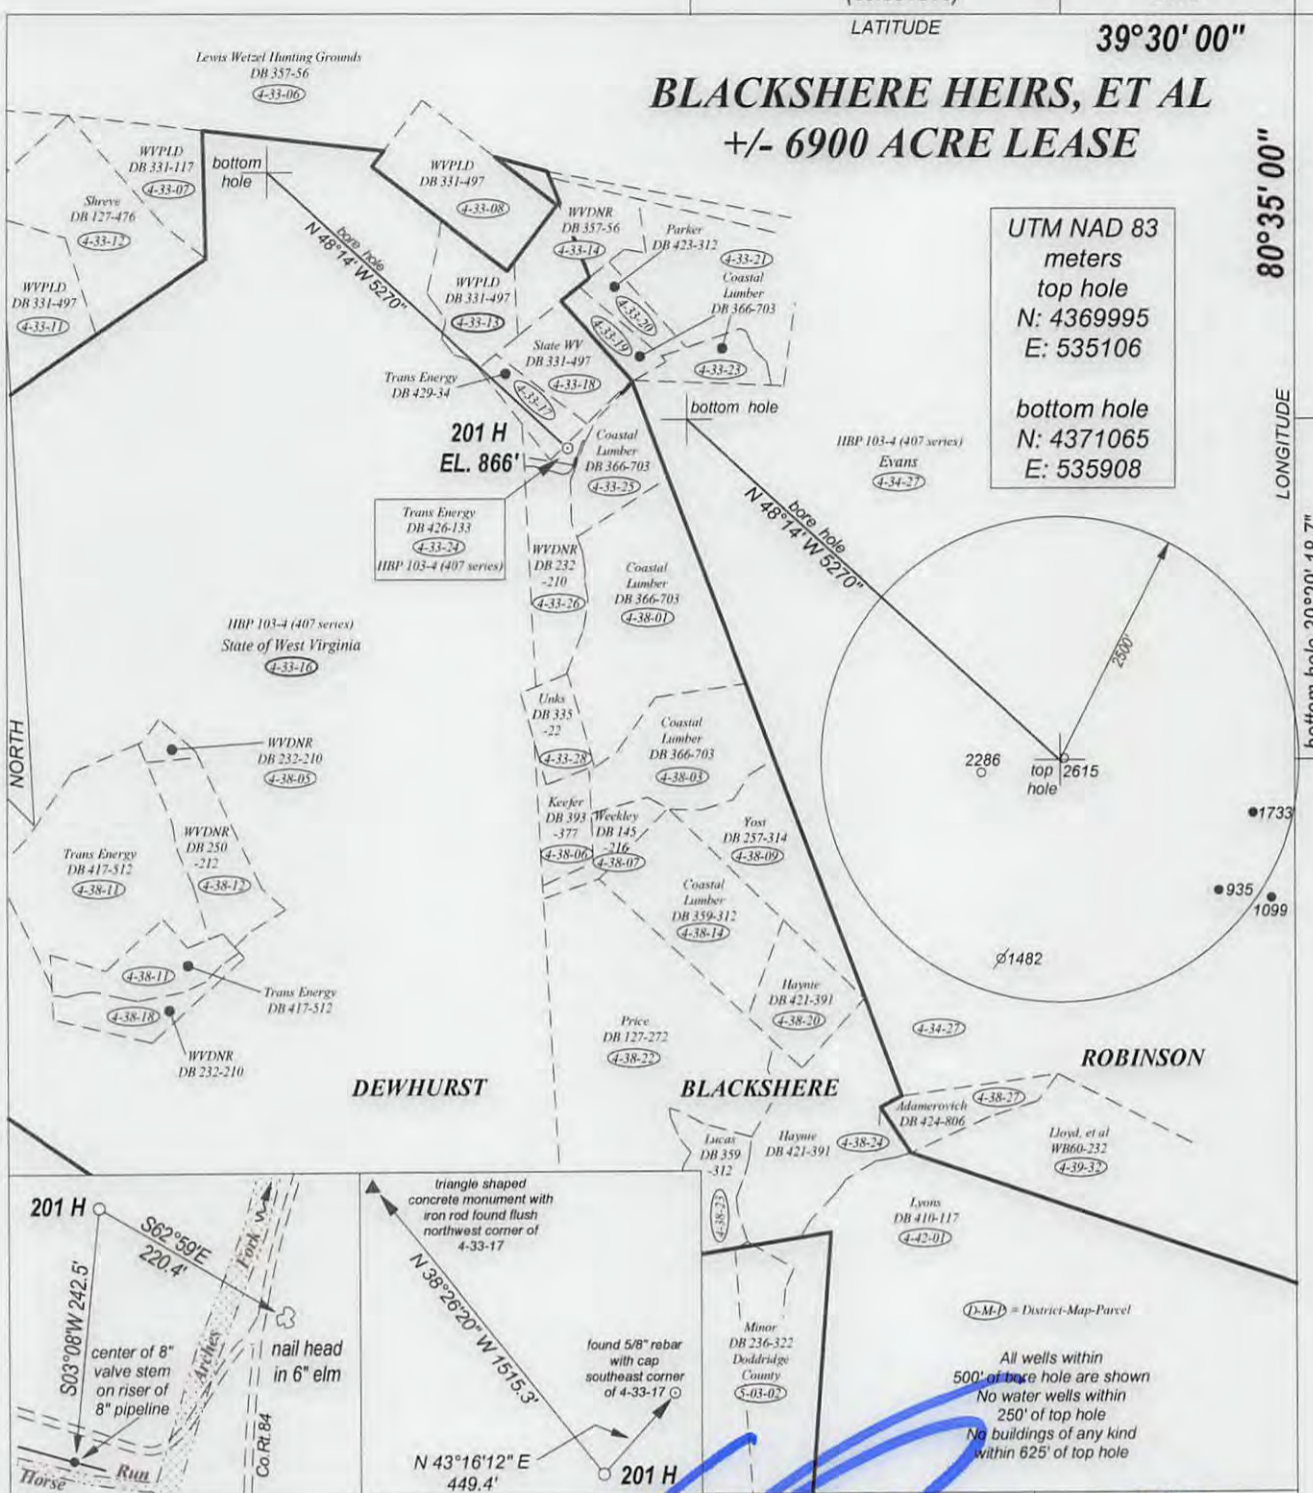 LATITUDE
39°30' 00"
BLACKSHERE HEIRS, ET AL
+/- 6900 ACRE LEASE
80°35' 00"
LONGITUDE
bottom hole
UTM NAD 83
meters
top hole
N: 4369995
E: 535106
bottom hole
N: 4371065
E: 535908
Lewis Wetzel Hunting Grounds
DB 357-56
4-33-06
WVPLD
DB 331-117
4-33-07
bottom
hole
Shreve
DB 127-476
4-33-12
WVPLD
DB 331-497
4-33-11
WVPLD
DB 331-497
4-33-08
bore hole
N 48°14' W 5270"
WVPLD
DB 331-497
4-33-13
WVDNR
DB 357-56
4-33-14
Parker
DB 423-312
4-33-21
Coastal
Lumber
DB 366-703
4-33-20
4-33-19
4-33-23
State WV
DB 331-497
4-33-18
Trans Energy
DB 429-34
4-33-17
201 H
EL. 866'
Coastal
Lumber
DB 366-703
4-33-25
bottom hole
HBP 103-4 (407 series)
Evans
4-34-27
bore hole
N 48°14' W 5270"
2500'
Trans Energy
DB 426-133
4-33-24
HBP 103-4 (407 series)
WVDNR
DB 232
-210
4-33-26
Coastal
Lumber
DB 366-703
4-38-01
HBP 103-4 (407 series)
State of West Virginia
4-33-16
NORTH
Unks
DB 335
-22
4-33-28
Coastal
Lumber
DB 366-703
4-38-03
WVDNR
DB 232-210
4-38-05
2286
top
hole
2615
1733
935
1099
1482
Keefer
DB 393
-377
4-38-06
Weekley
DB 145
-216
4-38-07
Yost
DB 257-314
4-38-09
Trans Energy
DB 417-512
4-38-11
WVDNR
DB 250
-212
4-38-12
Coastal
Lumber
DB 359-312
4-38-14
4-38-11
Trans Energy
DB 417-512
4-38-18
WVDNR
DB 232-210
Haynie
DB 421-391
4-38-20
Price
DB 127-272
4-38-22
4-34-27
DEWHURST
BLACKSHERE
ROBINSON
Adamerovich
DB 424-806
4-38-27
Lucas
DB 359
-312
4-38-23
Haynie
DB 421-391
4-38-24
Lloyd, et al
WB60-232
4-39-32
Lyons
DB 410-117
4-42-01
Minor
DB 236-322
Doddridge
County
5-03-02
D-M-P = District-Map-Parcel
All wells within
500' of bore hole are shown
No water wells within
250' of top hole
No buildings of any kind
within 625' of top hole
201 H
S62°59'E
220.4'
S03°08'W 242.5'
center of 8"
valve stem
on riser of
8" pipeline
nail head
in 6" elm
Arches
Fork
Co.Rt.84
Horse
Run
triangle shaped
concrete monument with
iron rod found flush
northwest corner of
4-33-17
N 38°26'20" W 1515.3'
found 5/8" rebar
with cap
southeast corner
of 4-33-17
N 43°16'12" E
449.4'
201 H